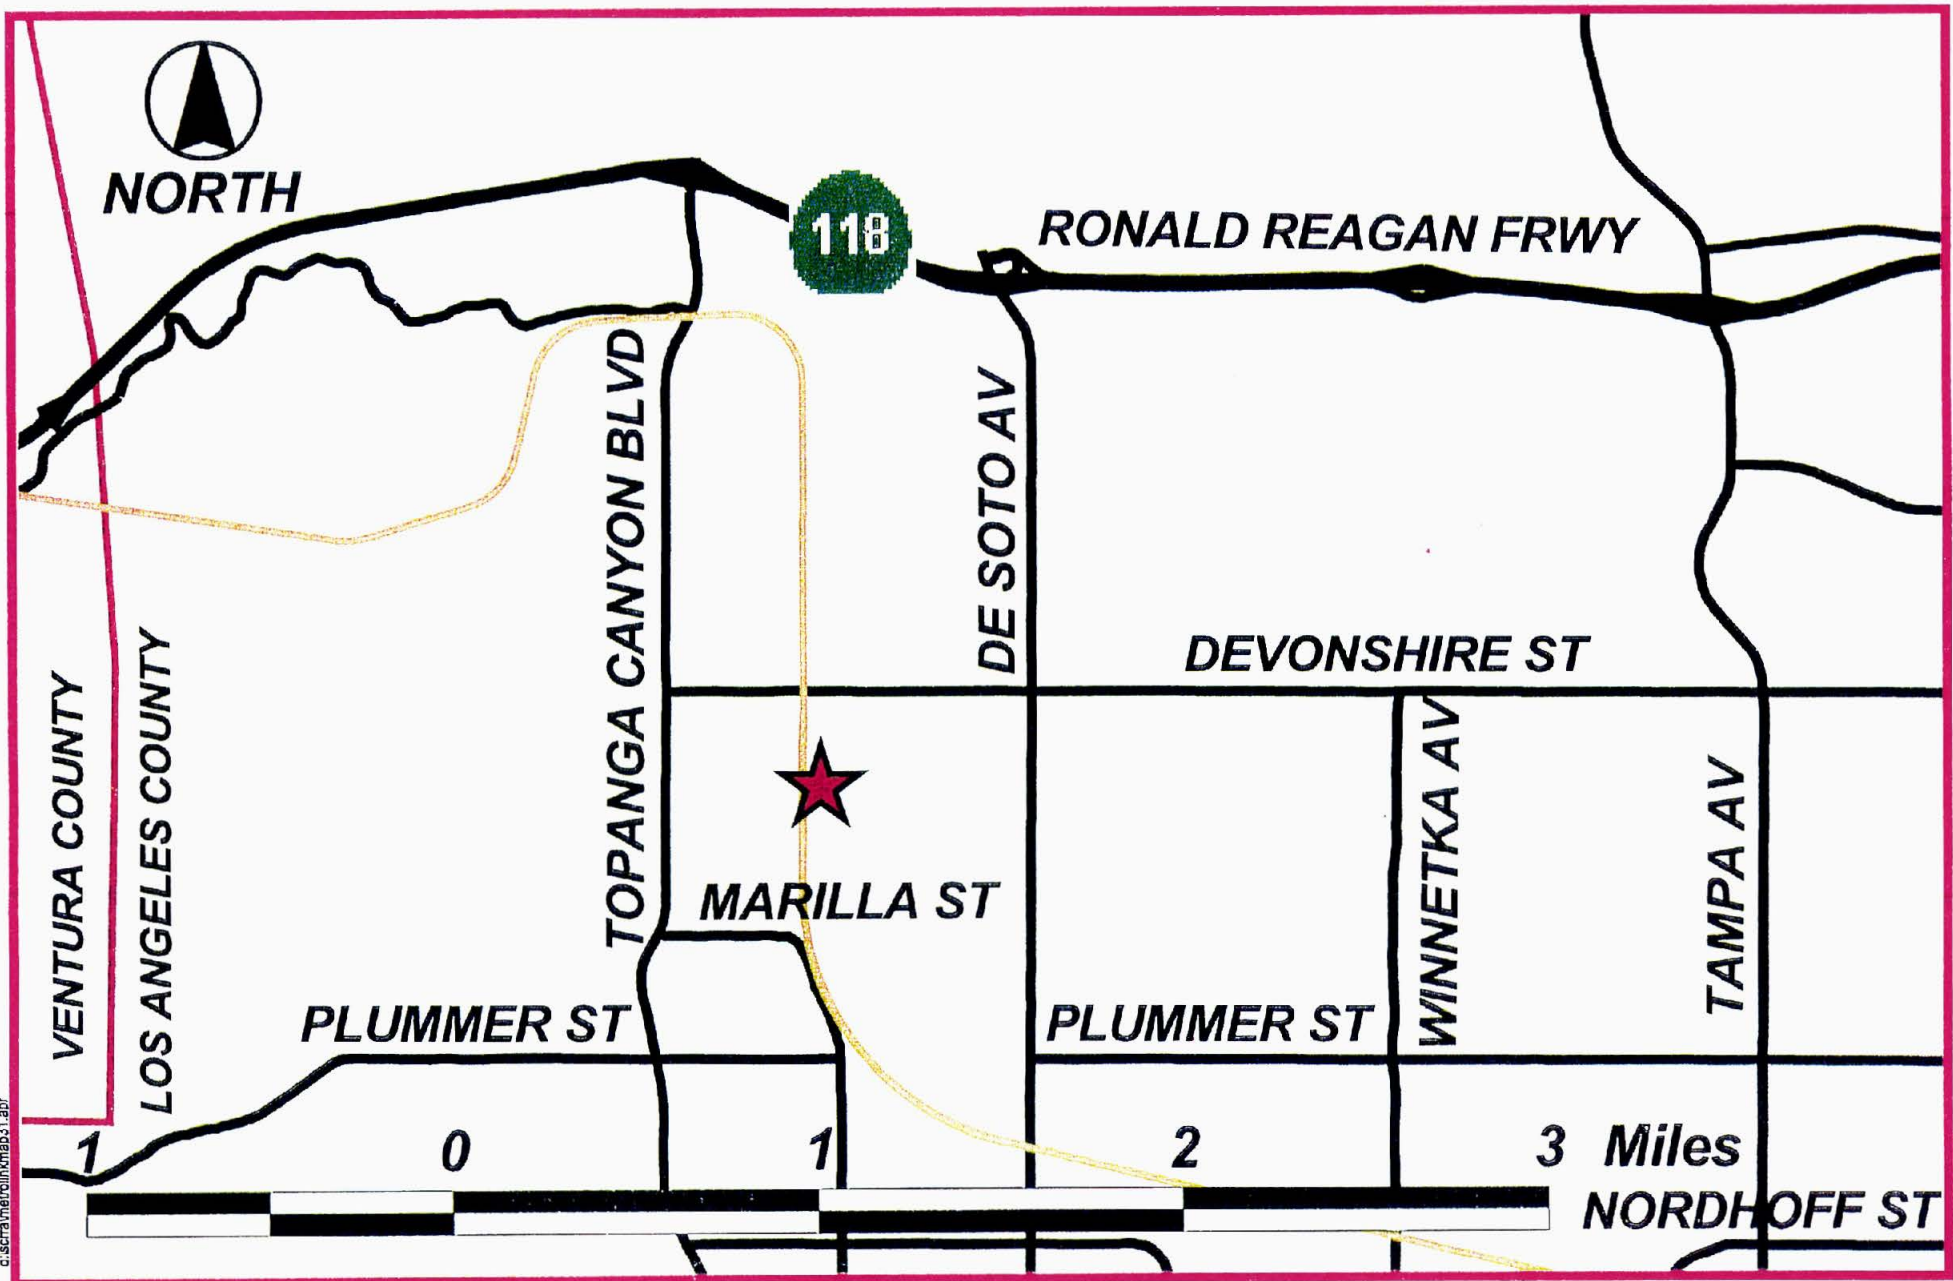 NORTH
118
RONALD REAGAN FRWY
TOPANGA CANYON BLVD
DE SOTO AV
DEVONSHIRE ST
VENTURA COUNTY
LOS ANGELES COUNTY
WINNETKA AV
TAMPA AV
MARILLA ST
PLUMMER ST
PLUMMER ST
1 0 1 2 3 Miles
NORDHOFF ST